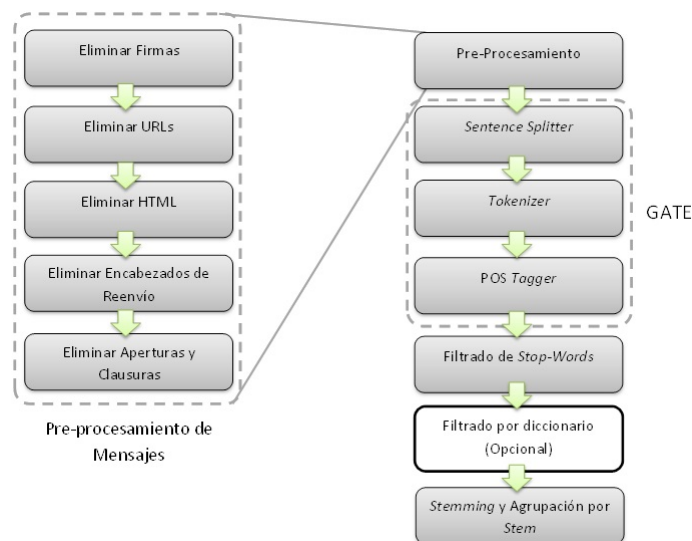 Eliminar Firmas
Eliminar URLs
Eliminar HTML
Eliminar Encabezados de
Reenvío
Eliminar Aperturas y
Clausuras
Pre-procesamiento de
Mensajes
Pre-Procesamiento
Sentence Splitter
Tokenizer
POS Tagger
GATE
Filtrado de Stop-Words
Filtrado por diccionario
(Opcional)
Stemming y Agrupación por
Stem